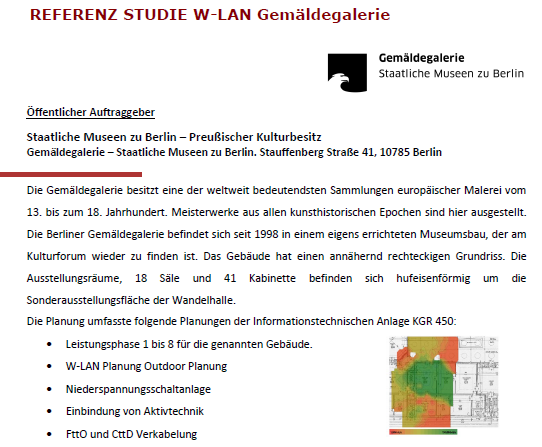 REFERENZ STUDIE W-LAN Gemäldegalerie
Gemäldegalerie
Staatliche Museen zu Berlin
Öffentlicher Auftraggeber
Staatliche Museen zu Berlin – Preußischer Kulturbesitz
Gemäldegalerie – Staatliche Museen zu Berlin. Stauffenberg Straße 41, 10785 Berlin
Die Gemäldegalerie besitzt eine der weltweit bedeutendsten Sammlungen europäischer Malerei vom
13. bis zum 18. Jahrhundert. Meisterwerke aus allen kunsthistorischen Epochen sind hier ausgestellt.
Die Berliner Gemäldegalerie befindet sich seit 1998 in einem eigens errichteten Museumsbau, der am
Kulturforum wieder zu finden ist. Das Gebäude hat einen annähernd rechteckigen Grundriss. Die
Ausstellungsräume, 18 Säle und 41 Kabinette befinden sich hufeisenförmig um die
Sonderausstellungsfläche der Wandelhalle.
Die Planung umfasste folgende Planungen der Informationstechnischen Anlage KGR 450:
• Leistungsphase 1 bis 8 für die genannten Gebäude.
• W-LAN Planung Outdoor Planung
• Niederspannungsschaltanlage
• Einbindung von Aktivtechnik
• FttO und CttD Verkabelung